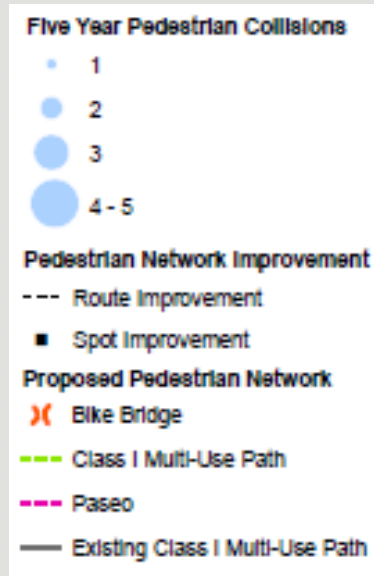 Five Year Pedestrian Collisions
1
2
3
4 - 5
Pedestrian Network Improvement
Route Improvement
Spot Improvement
Proposed Pedestrian Network
Bike Bridge
Class I Multi-Use Path
Paseo
Existing Class I Multi-Use Path